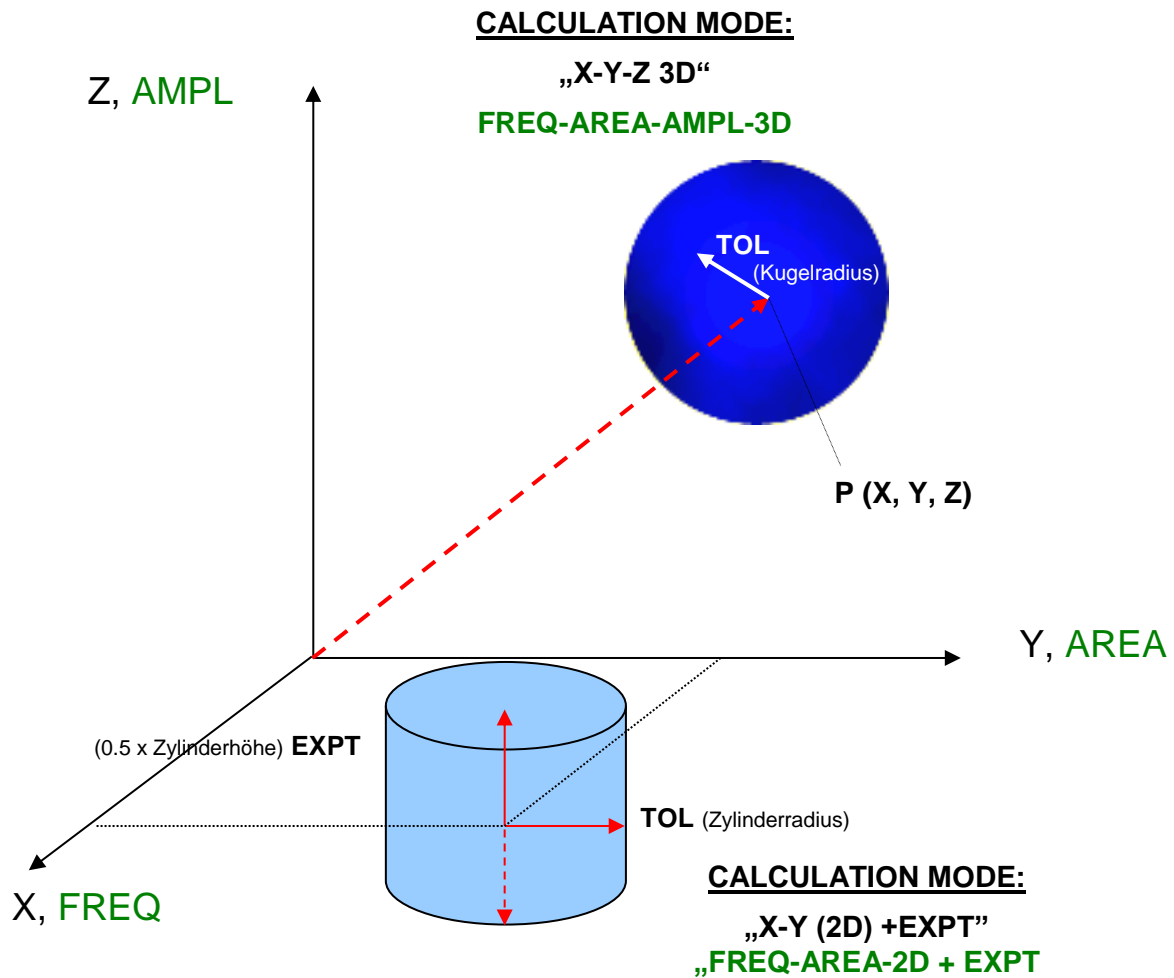 CALCULATION MODE:
„X-Y-Z 3D“
Z, AMPL
FREQ-AREA-AMPL-3D
TOL
(Kugelradius)
P (X, Y, Z)
Y, AREA
(0.5 x Zylinderhöhe) EXPT
TOL (Zylinderradius)
X, FREQ
CALCULATION MODE:
„X-Y (2D) +EXPT”
„FREQ-AREA-2D + EXPT